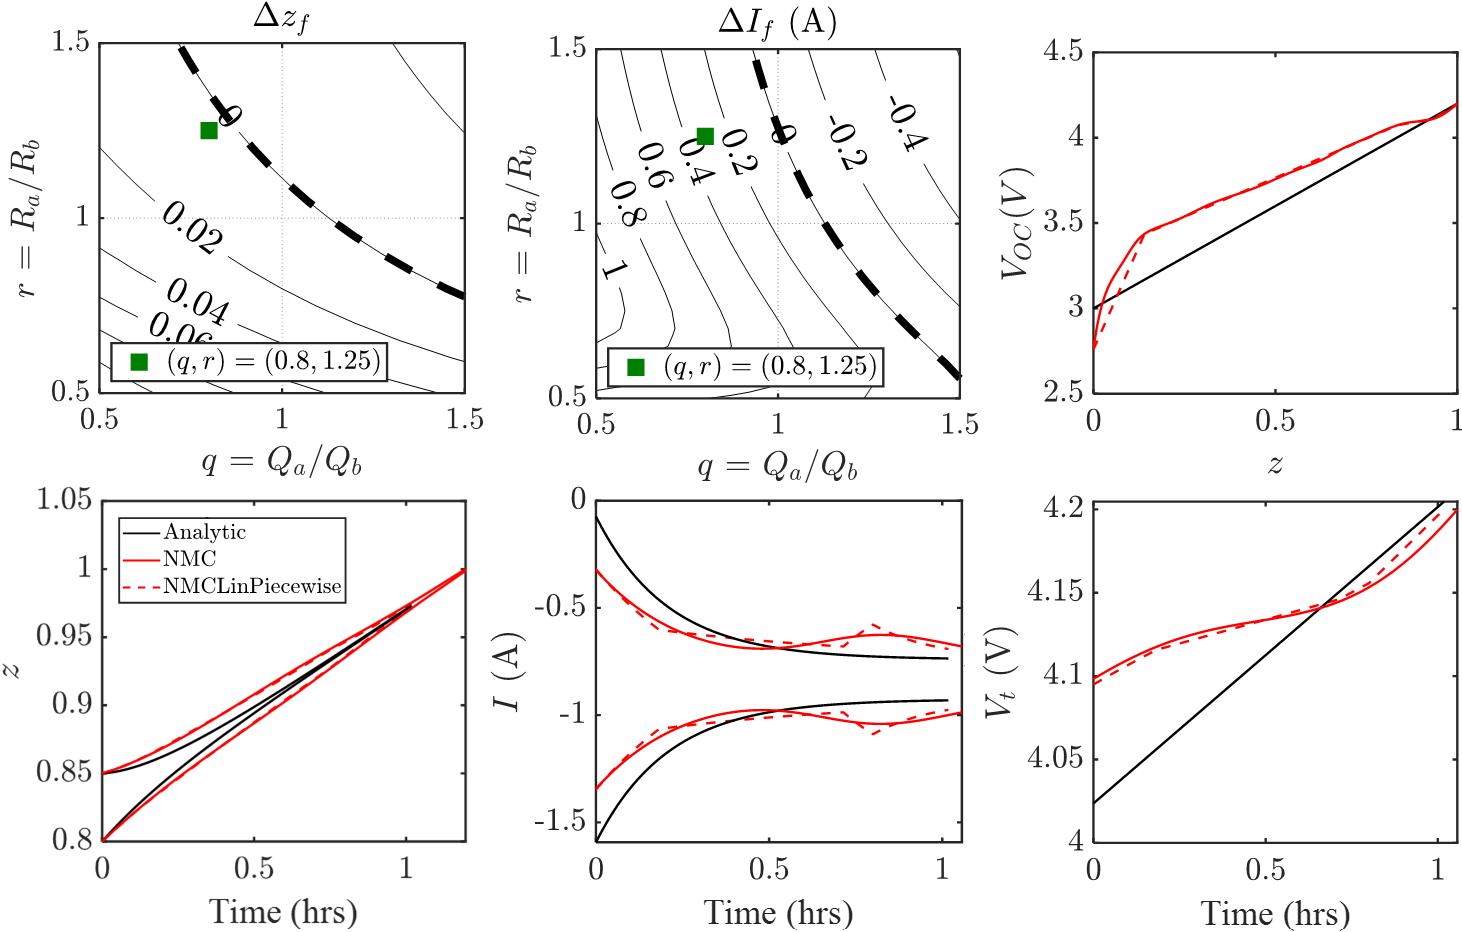 Δz_f
1.5
1
0.5
0.5
1
1.5
r = R_a/R_b
q = Q_a/Q_b
0
0.02
0.04
0.06
(q, r) = (0.8, 1.25)
ΔI_f (A)
1.5
1
0.5
0.5
1
1.5
r = R_a/R_b
q = Q_a/Q_b
1
0.8
0.6
0.4
0.2
0
-0.2
-0.4
(q, r) = (0.8, 1.25)
4.5
4
3.5
3
2.5
0
0.5
1
V_OC(V)
z
1.05
1
0.95
0.9
0.85
0.8
0
0.5
1
z
Time (hrs)
Analytic
NMC
NMCLinPiecewise
0
-0.5
-1
-1.5
0
0.5
1
I (A)
Time (hrs)
4.2
4.15
4.1
4.05
4
0
0.5
1
V_t (V)
Time (hrs)